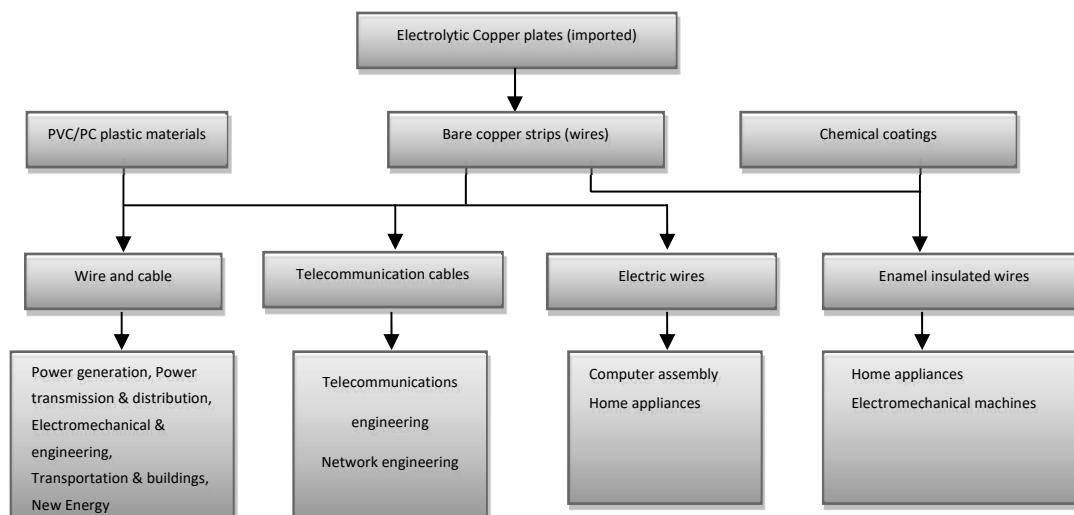 Electrolytic Copper plates (imported)
PVC/PC plastic materials
Bare copper strips (wires)
Chemical coatings
Wire and cable
Telecommunication cables
Electric wires
Enamel insulated wires
Power generation, Power
transmission & distribution,
Electromechanical &
engineering,
Transportation & buildings,
New Energy
Telecommunications
engineering
Network engineering
Computer assembly
Home appliances
Home appliances
Electromechanical machines